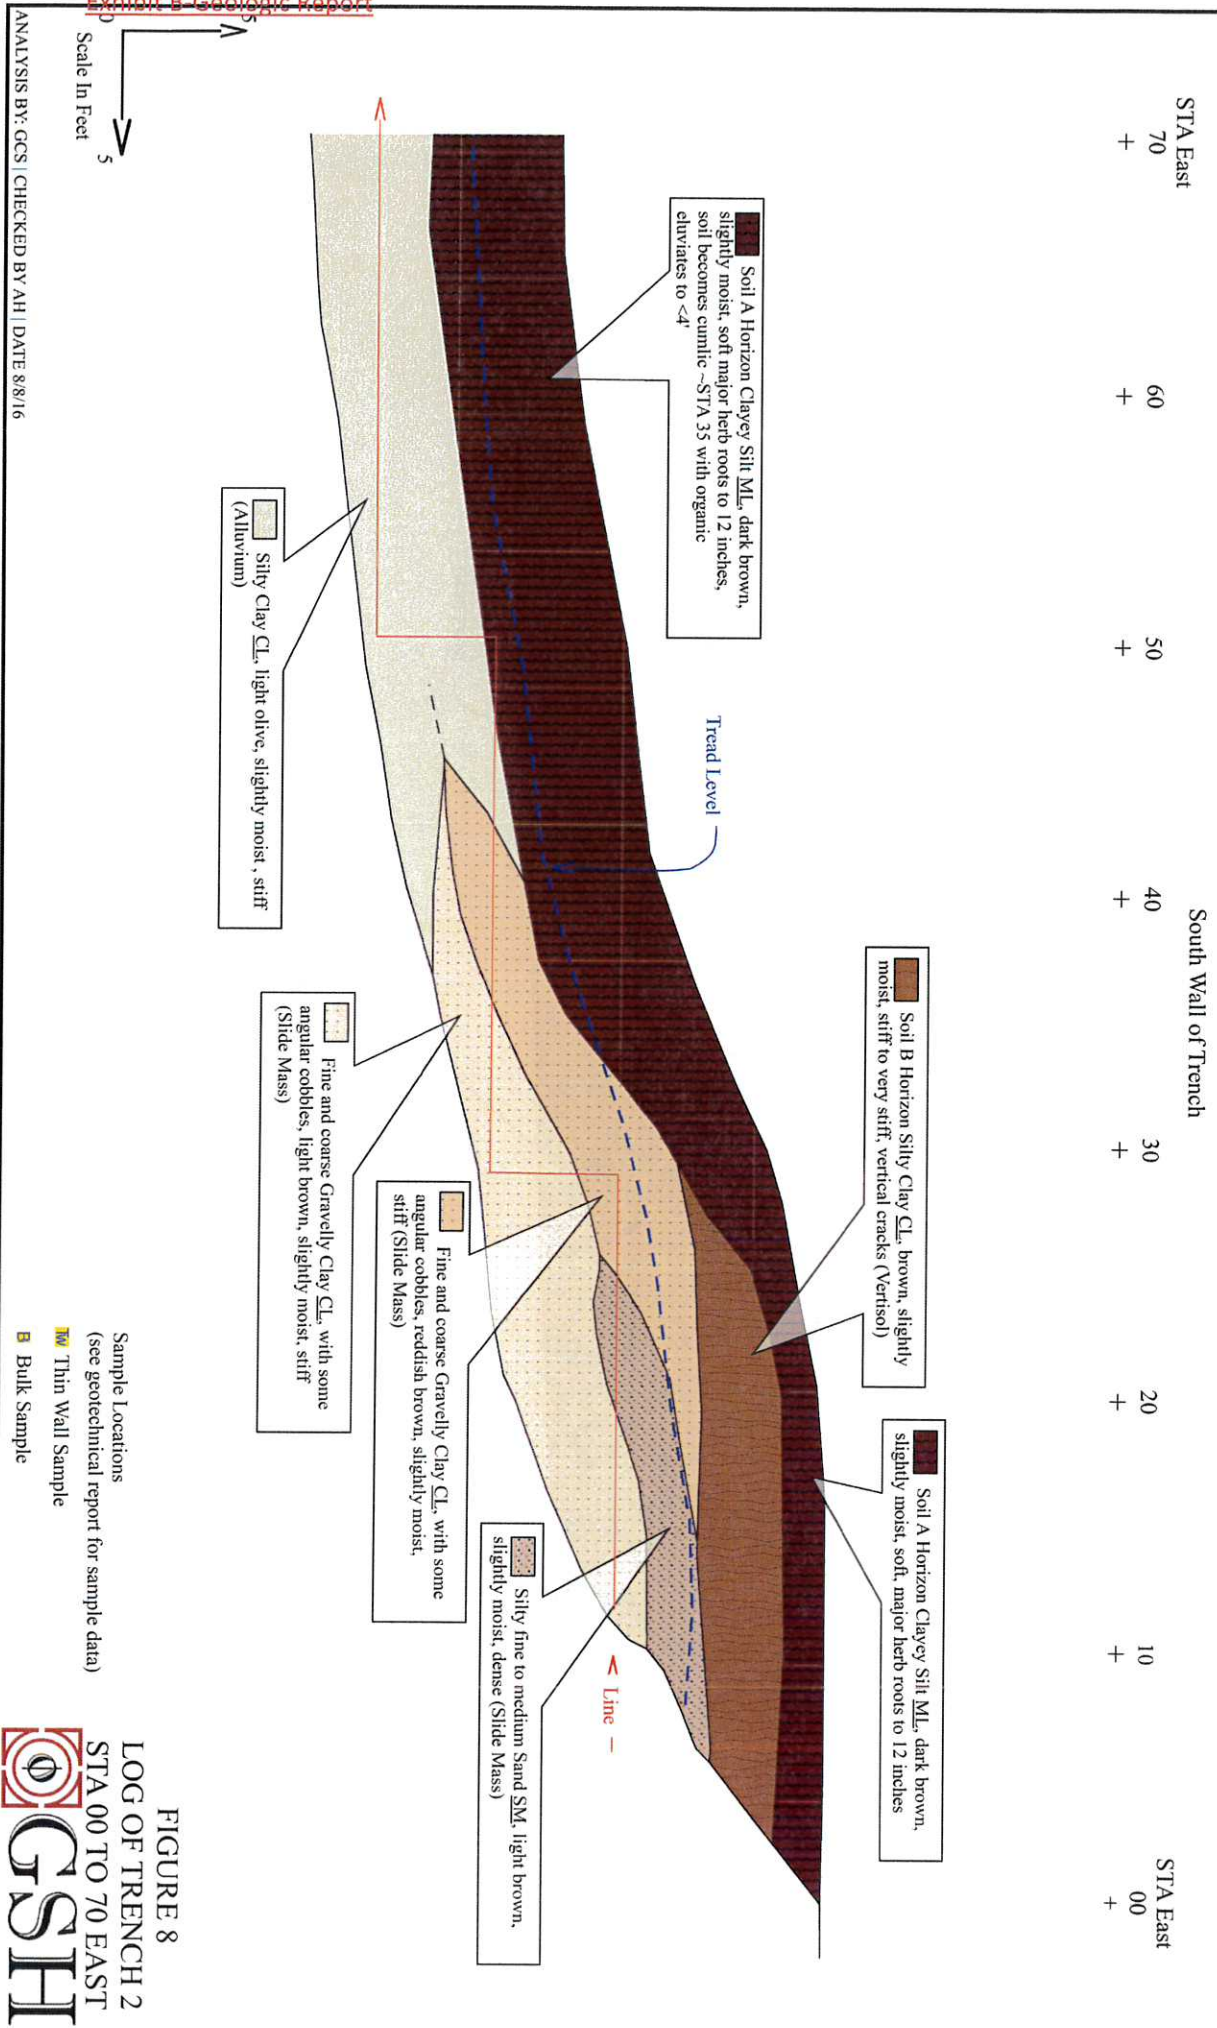 Exhibit B-Geologic Report
STA East
70
60
50
40
30
20
10
STA East
00
South Wall of Trench
Soil A Horizon Clayey Silt ML, dark brown,
slightly moist, soft major herb roots to 12 inches,
soil becomes cumlic ~STA 35 with organic
eluviates to <4'
Tread Level
Soil B Horizon Silty Clay CL, brown, slightly
moist, stiff to very stiff, vertical cracks (Vertisol)
Soil A Horizon Clayey Silt ML, dark brown,
slightly moist, soft, major herb roots to 12 inches
Silty Clay CL, light olive, slightly moist , stiff
(Alluvium)
Fine and coarse Gravelly Clay CL, with some
angular cobbles, light brown, slightly moist, stiff
(Slide Mass)
Fine and coarse Gravelly Clay CL, with some
angular cobbles, reddish brown, slightly moist,
stiff (Slide Mass)
Silty fine to medium Sand SM, light brown,
slightly moist, dense (Slide Mass)
Line
5
0
5
Scale In Feet
Sample Locations
(see geotechnical report for sample data)
TW Thin Wall Sample
B Bulk Sample
ANALYSIS BY: GCS | CHECKED BY AH | DATE 8/8/16
FIGURE 8
LOG OF TRENCH 2
STA 00 TO 70 EAST
GSH